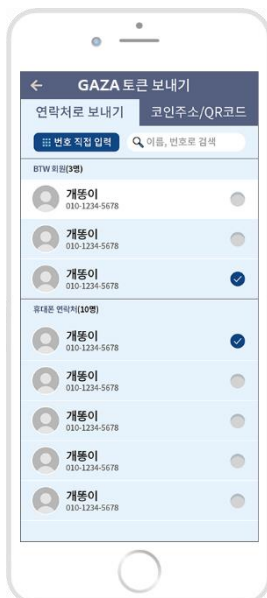 GAZA 토큰 보내기
연락처로 보내기
코인주소/QR코드
번호 직접 입력
이름, 번호로 검색
BTW 회원(3명)
개똥이
010-1234-5678
개똥이
010-1234-5678
개똥이
010-1234-5678
휴대폰 연락처(10명)
개똥이
010-1234-5678
개똥이
010-1234-5678
개똥이
010-1234-5678
개똥이
010-1234-5678
개똥이
010-1234-5678